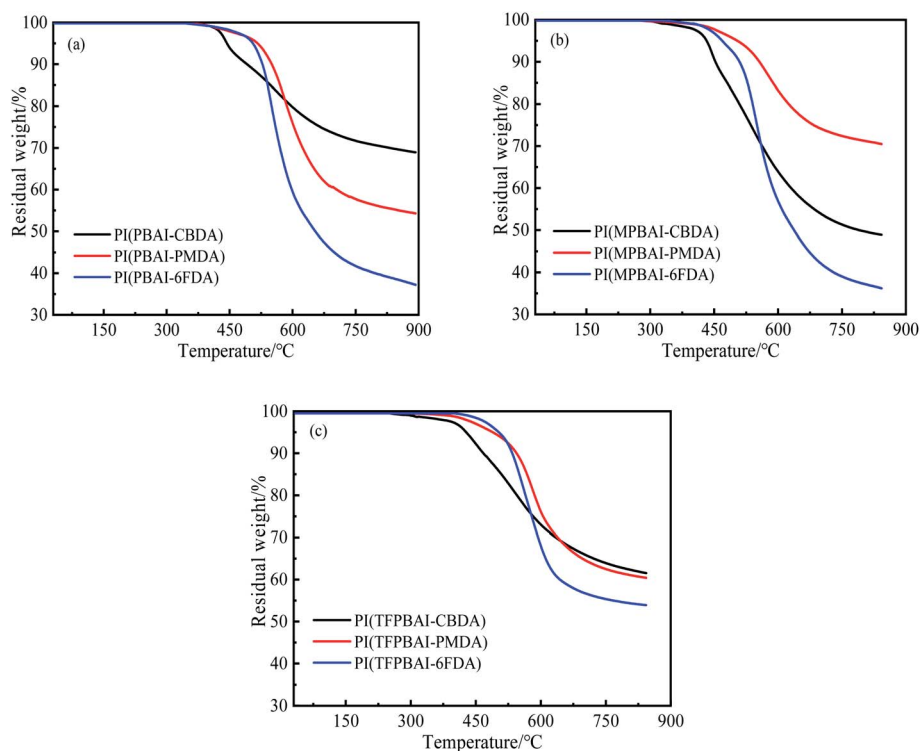 (a)
100
90
80
70
60
50
40
30
Residual weight/%
PI(PBAI-CBDA)
PI(PBAI-PMDA)
PI(PBAI-6FDA)
150 300 450 600 750 900
Temperature/℃
(b)
100
90
80
70
60
50
40
30
Residual weight/%
PI(MPBAI-CBDA)
PI(MPBAI-PMDA)
PI(MPBAI-6FDA)
150 300 450 600 750 900
Temperature/℃
(c)
100
90
80
70
60
50
40
30
Residual weight/%
PI(TFPBAI-CBDA)
PI(TFPBAI-PMDA)
PI(TFPBAI-6FDA)
150 300 450 600 750 900
Temperature/℃